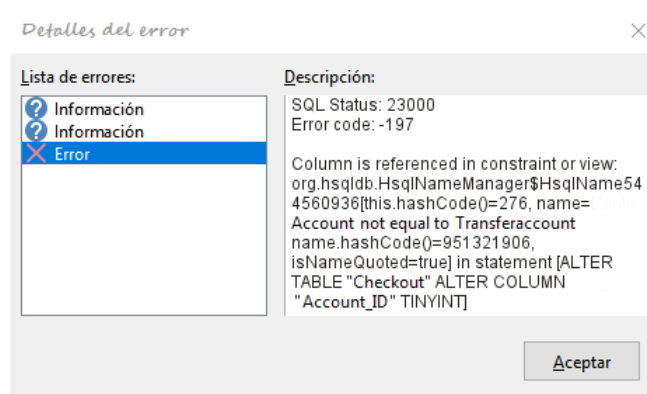 Detalles del error
Lista de errores:
Descripción:
Información
Información
Error
SQL Status: 23000
Error code: -197
Column is referenced in constraint or view:
org.hsqldb.HsqlNameManager$HsqlName54
4560936[this.hashCode()=276, name=
Account not equal to Transferaccount
name.hashCode()=951321906,
isNameQuoted=true] in statement [ALTER
TABLE "Checkout" ALTER COLUMN
"Account_ID" TINYINT]
Aceptar